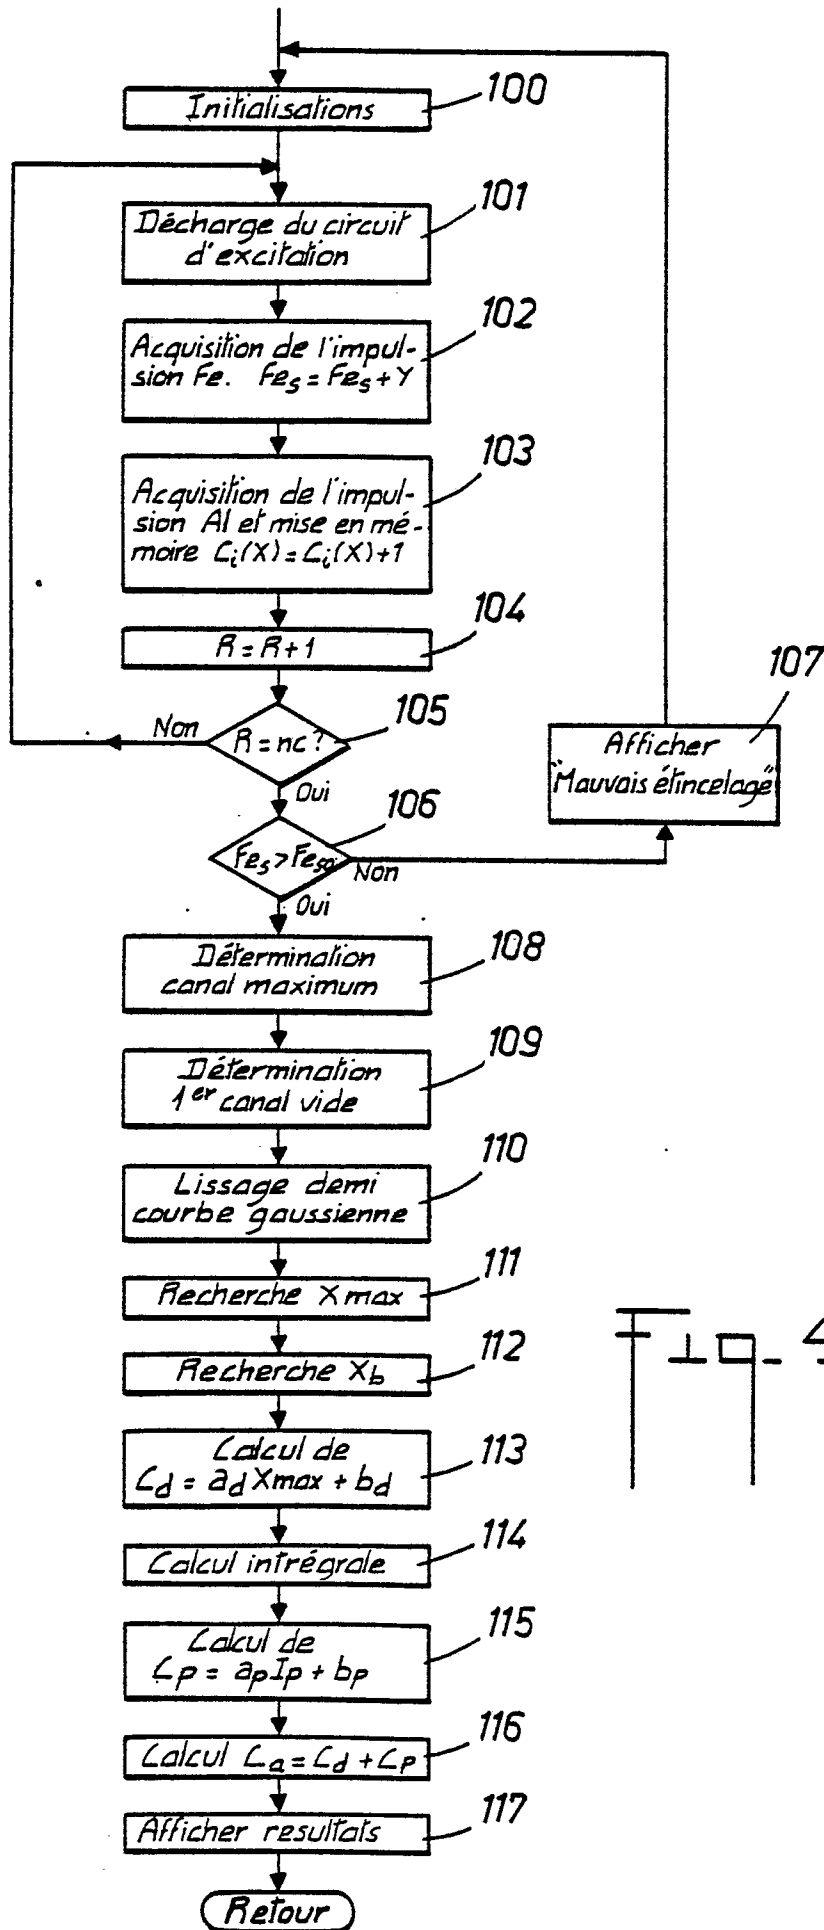 100
Initialisations
101
Décharge du circuit
d'excitation
102
Acquisition de l'impul-
sion Fe. Fes = Fes + Y
103
Acquisition de l'impul-
sion Al et mise en mé-
moire Ci(X) = Ci(X)+1
104
R = R+1
105
Non
R = nc ?
Oui
107
Afficher
"Mauvais étincelage"
106
Fes > Feso
Non
Oui
108
Détermination
canal maximum
109
Détermination
1er canal vide
110
Lissage demi
courbe gaussienne
111
Recherche X max
112
Recherche Xb
113
Calcul de
Cd = ad Xmax + bd
114
Calcul intrégrale
115
Calcul de
Cp = ap Ip + bp
116
Calcul Ca = Cd + Cp
117
Afficher resultats
Retour
Fig. 4